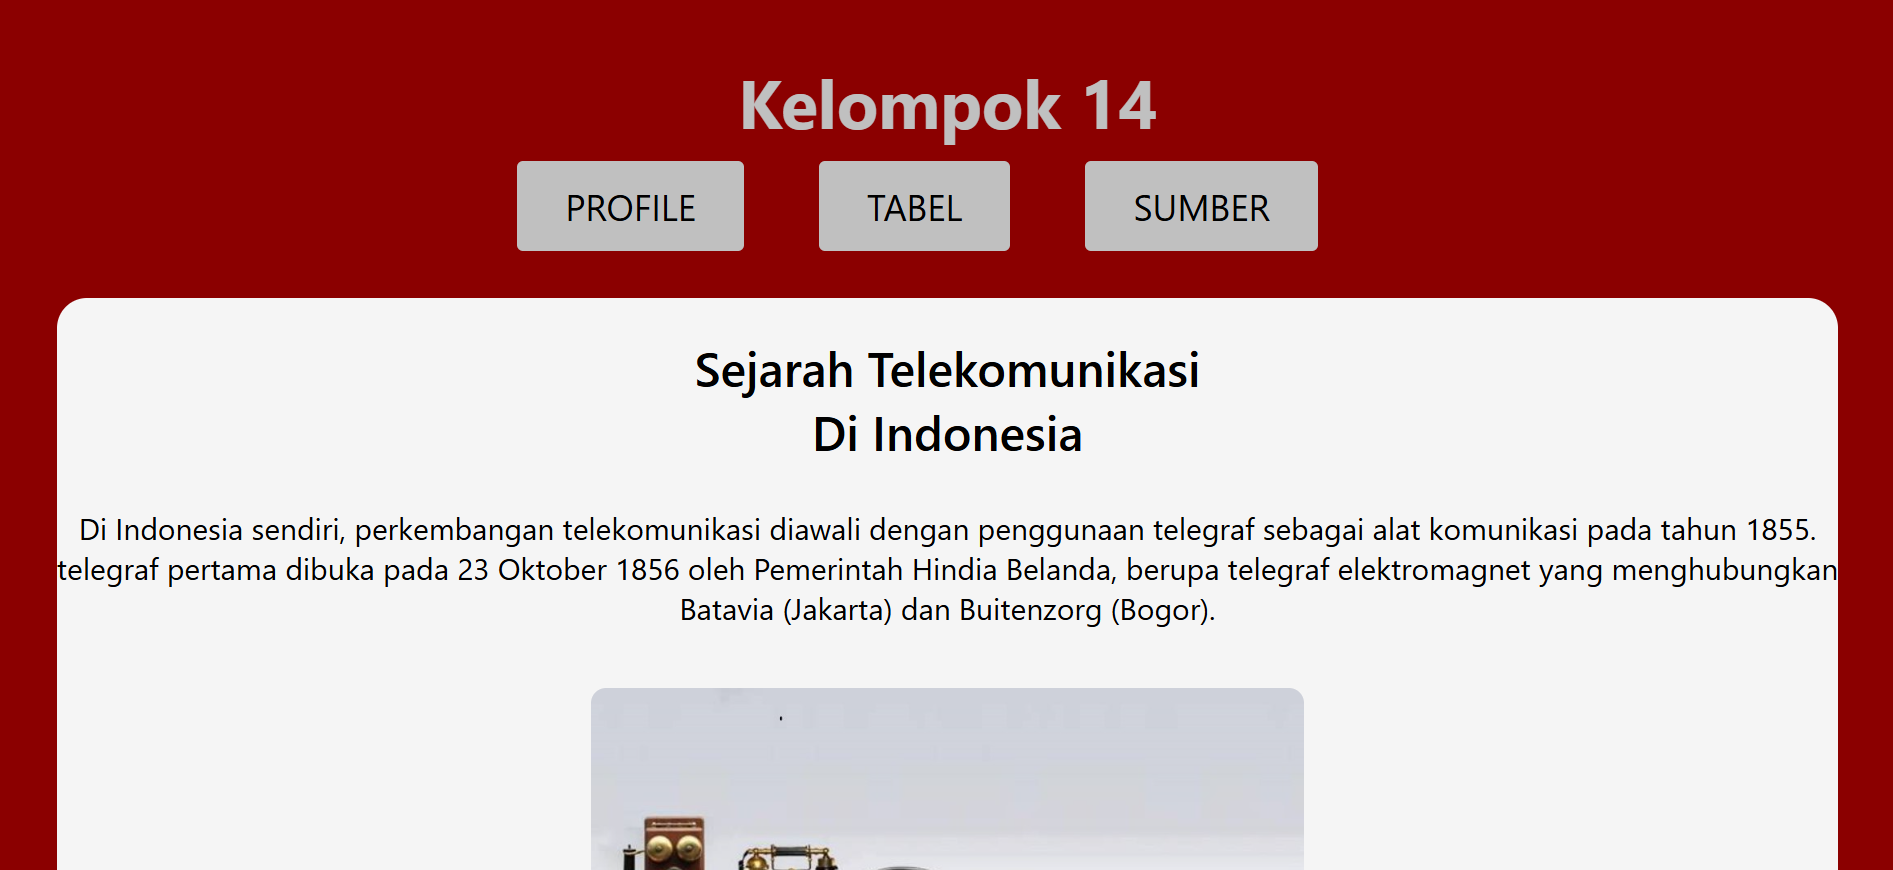 Kelompok 14
PROFILE TABEL SUMBER
Sejarah Telekomunikasi
Di Indonesia
Di Indonesia sendiri, perkembangan telekomunikasi diawali dengan penggunaan telegraf sebagai alat komunikasi pada tahun 1855.
telegraf pertama dibuka pada 23 Oktober 1856 oleh Pemerintah Hindia Belanda, berupa telegraf elektromagnet yang menghubungkan
Batavia (Jakarta) dan Buitenzorg (Bogor).